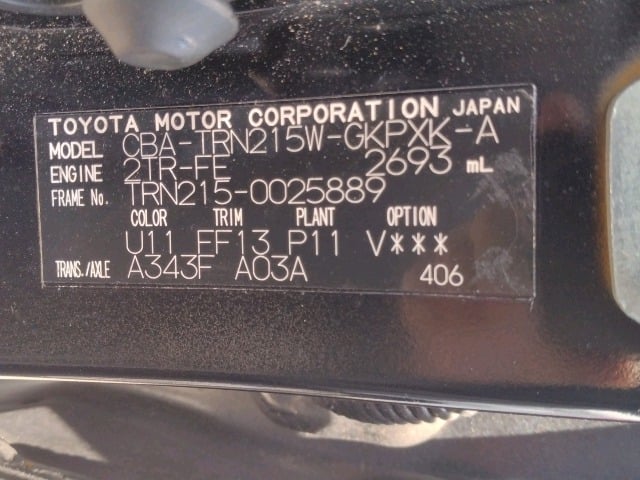 TOYOTA MOTOR CORPORATION JAPAN
MODEL CBA-TRN215W-GKPXK-A
ENGINE 2TR-FE 2693 mL
FRAME No. TRN215-0025889
COLOR TRIM PLANT OPTION
U11 FF13 P11 V***
TRANS./AXLE A343F A03A 406